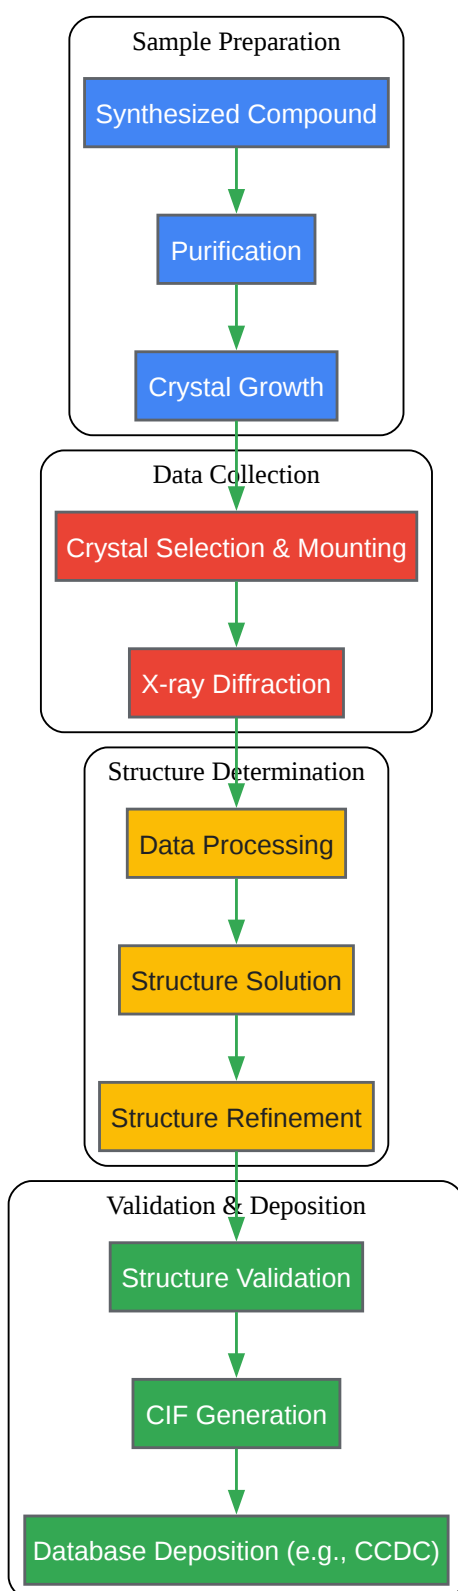 Sample Preparation
Synthesized Compound
Purification
Crystal Growth
Data Collection
Crystal Selection & Mounting
X-ray Diffraction
Structure Determination
Data Processing
Structure Solution
Structure Refinement
Validation & Deposition
Structure Validation
CIF Generation
Database Deposition (e.g., CCDC)